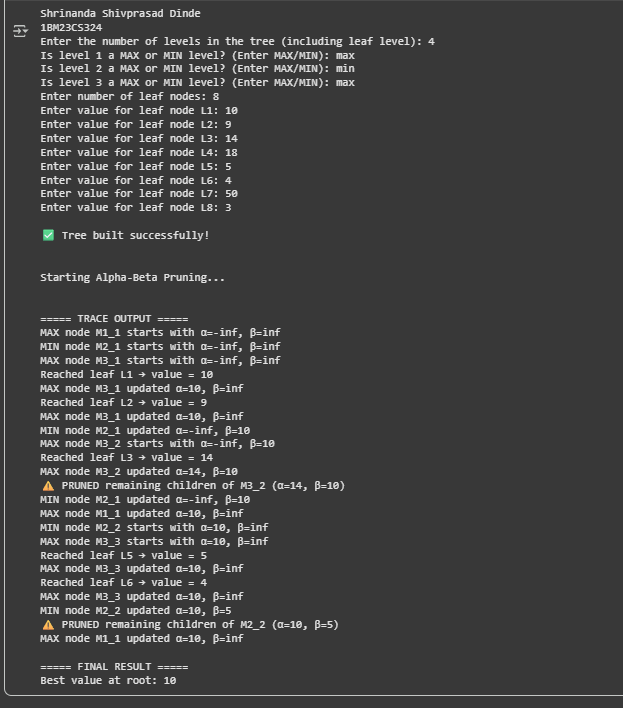 Shrinanda Shivprasad Dinde
1BM23CS324
Enter the number of levels in the tree (including leaf level): 4
Is level 1 a MAX or MIN level? (Enter MAX/MIN): max
Is level 2 a MAX or MIN level? (Enter MAX/MIN): min
Is level 3 a MAX or MIN level? (Enter MAX/MIN): max
Enter number of leaf nodes: 8
Enter value for leaf node L1: 10
Enter value for leaf node L2: 9
Enter value for leaf node L3: 14
Enter value for leaf node L4: 18
Enter value for leaf node L5: 5
Enter value for leaf node L6: 4
Enter value for leaf node L7: 50
Enter value for leaf node L8: 3
✅ Tree built successfully!
Starting Alpha-Beta Pruning...
===== TRACE OUTPUT =====
MAX node M1_1 starts with α=-inf, β=inf
MIN node M2_1 starts with α=-inf, β=inf
MAX node M3_1 starts with α=-inf, β=inf
Reached leaf L1 → value = 10
MAX node M3_1 updated α=10, β=inf
Reached leaf L2 → value = 9
MAX node M3_1 updated α=10, β=inf
MIN node M2_1 updated α=-inf, β=10
MAX node M3_2 starts with α=-inf, β=10
Reached leaf L3 → value = 14
MAX node M3_2 updated α=14, β=10
⚠️ PRUNED remaining children of M3_2 (α=14, β=10)
MIN node M2_1 updated α=-inf, β=10
MAX node M1_1 updated α=10, β=inf
MIN node M2_2 starts with α=10, β=inf
MAX node M3_3 starts with α=10, β=inf
Reached leaf L5 → value = 5
MAX node M3_3 updated α=10, β=inf
Reached leaf L6 → value = 4
MAX node M3_3 updated α=10, β=inf
MIN node M2_2 updated α=10, β=5
⚠️ PRUNED remaining children of M2_2 (α=10, β=5)
MAX node M1_1 updated α=10, β=inf
===== FINAL RESULT =====
Best value at root: 10